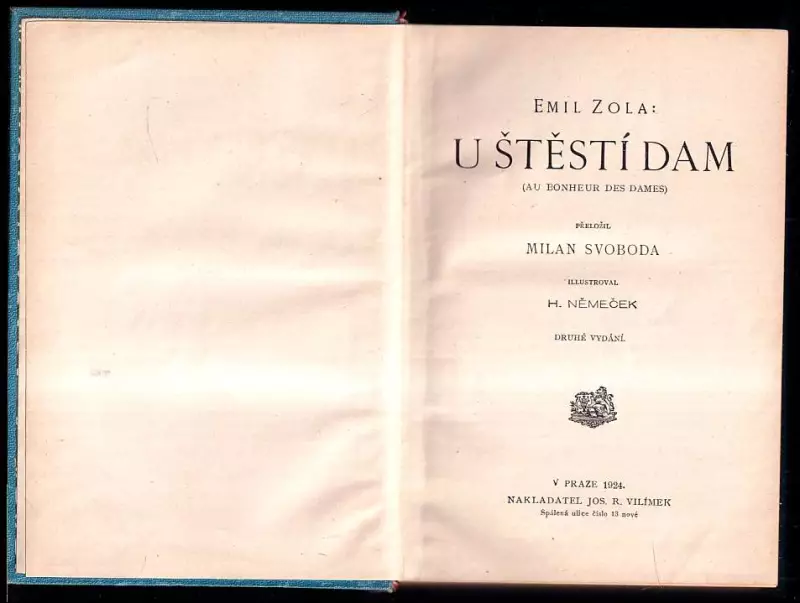 EMIL ZOLA:
U ŠTĚSTÍ DAM
(AU BONHEUR DES DAMES)
PŘELOŽIL
MILAN SVOBODA
ILLUSTROVAL
H. NĚMEČEK
DRUHÉ VYDÁNÍ.
V PRAZE 1924.
NAKLADATEL JOS. R. VILÍMEK
Spálená ulice číslo 13 nové